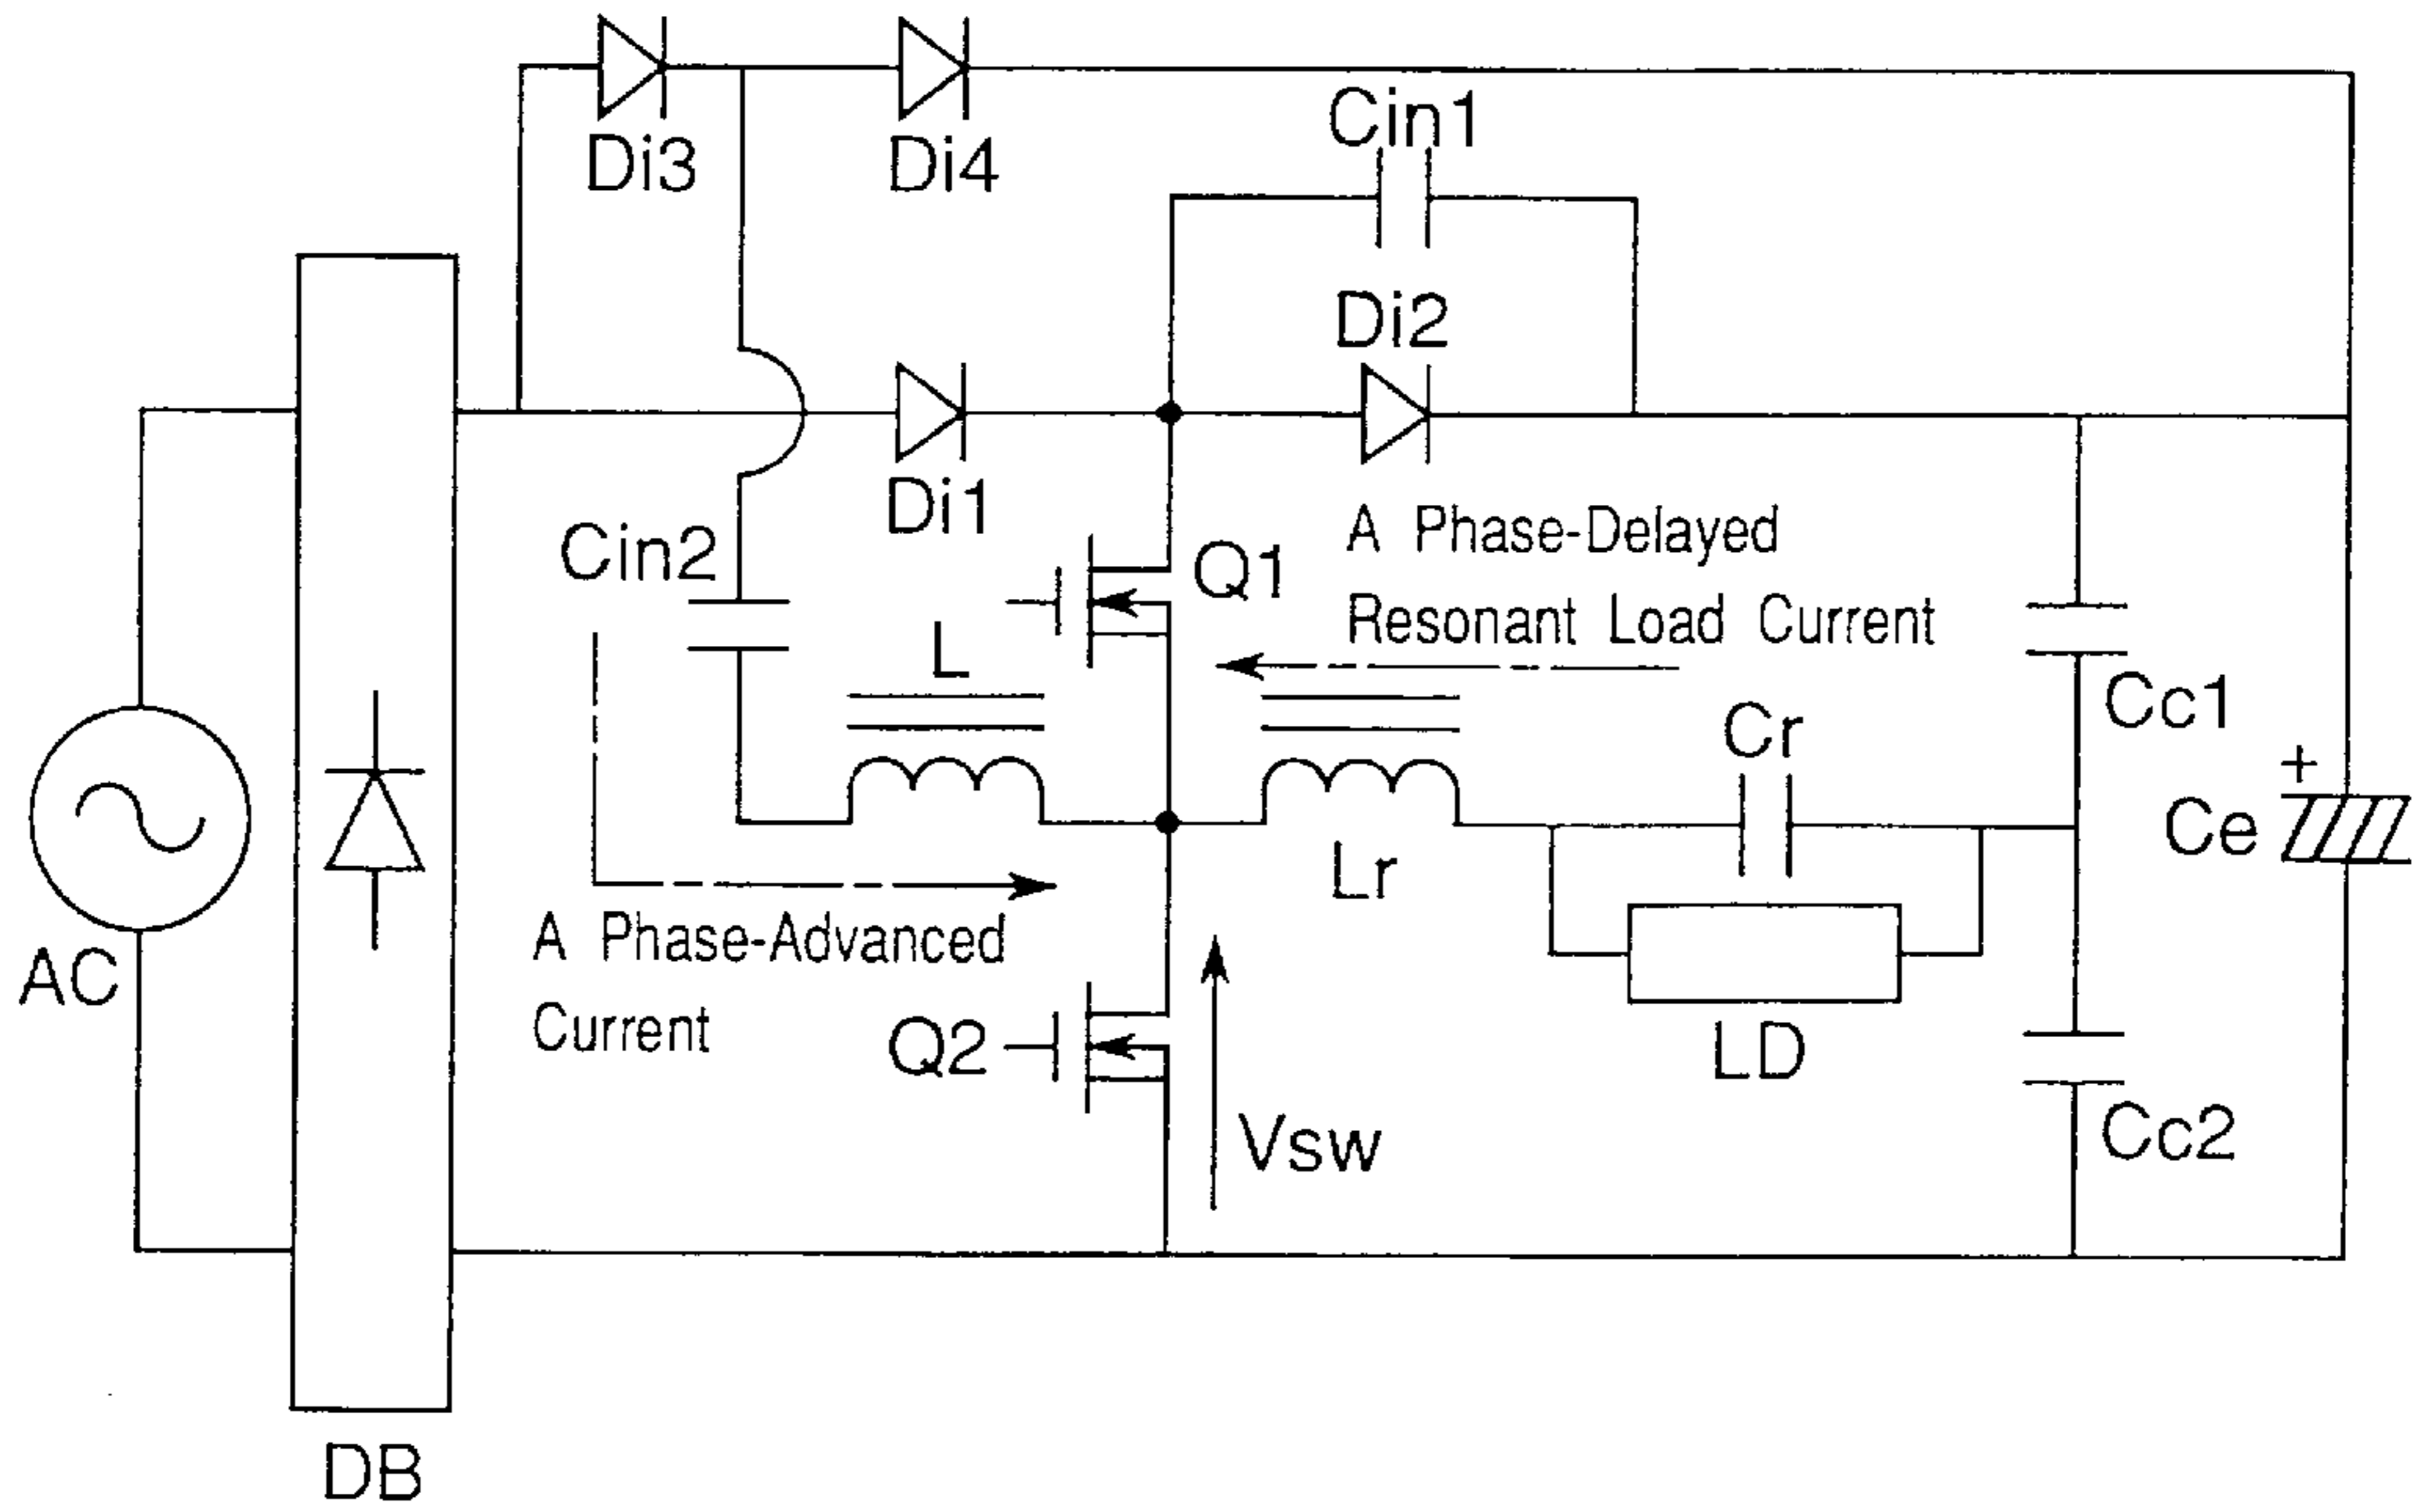 Di3
Di4
Cin1
Di2
Di1
Cin2
Q1
A Phase-Delayed
Resonant Load Current
L
Cc1
Cr
+
Ce
Lr
AC
A Phase-Advanced
Current
Q2
LD
Vsw
Cc2
DB